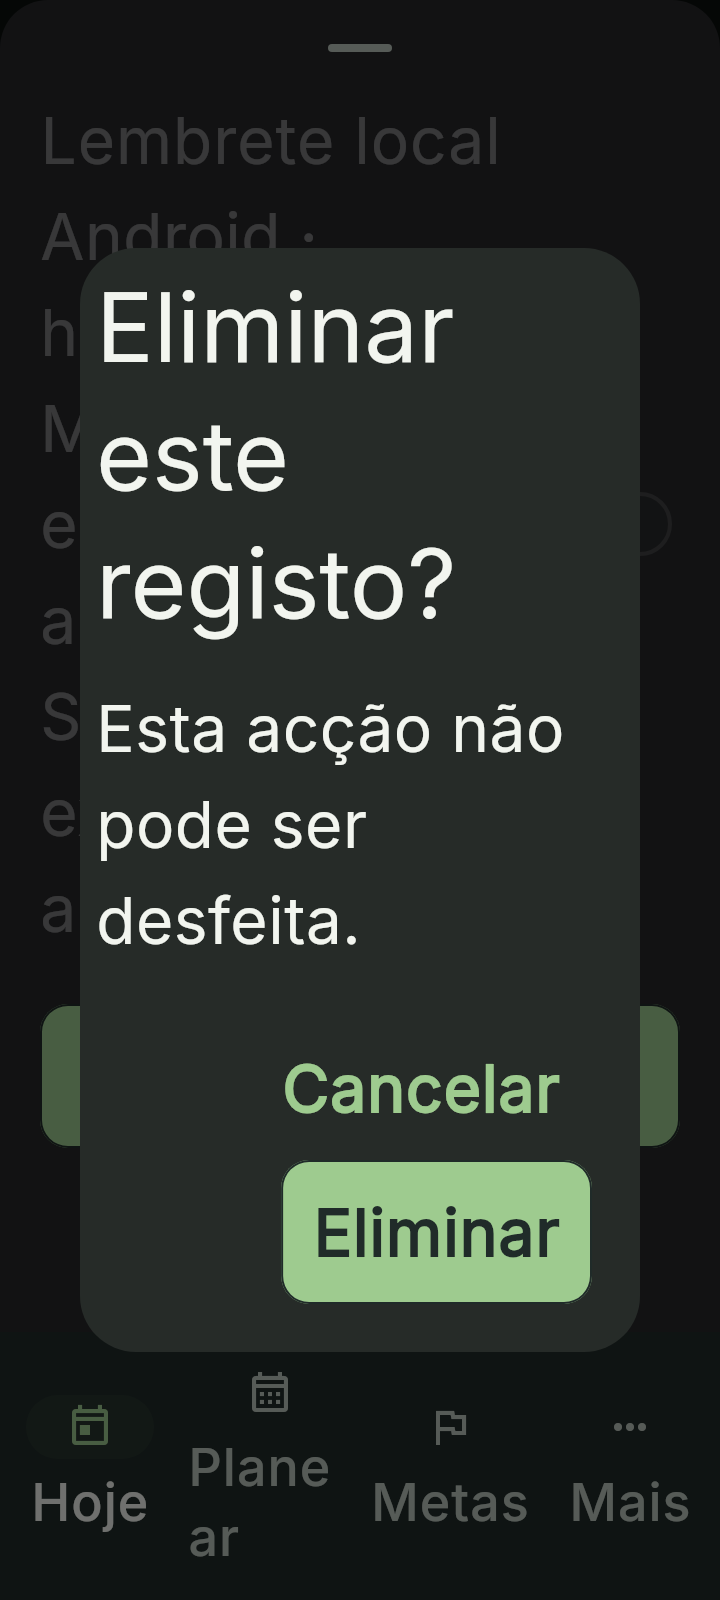 Lembrete local
Android ·
Eliminar
este
registo?
Esta acção não
pode ser
desfeita.
Cancelar
Eliminar
Hoje
Plane
ar
Metas
Mais